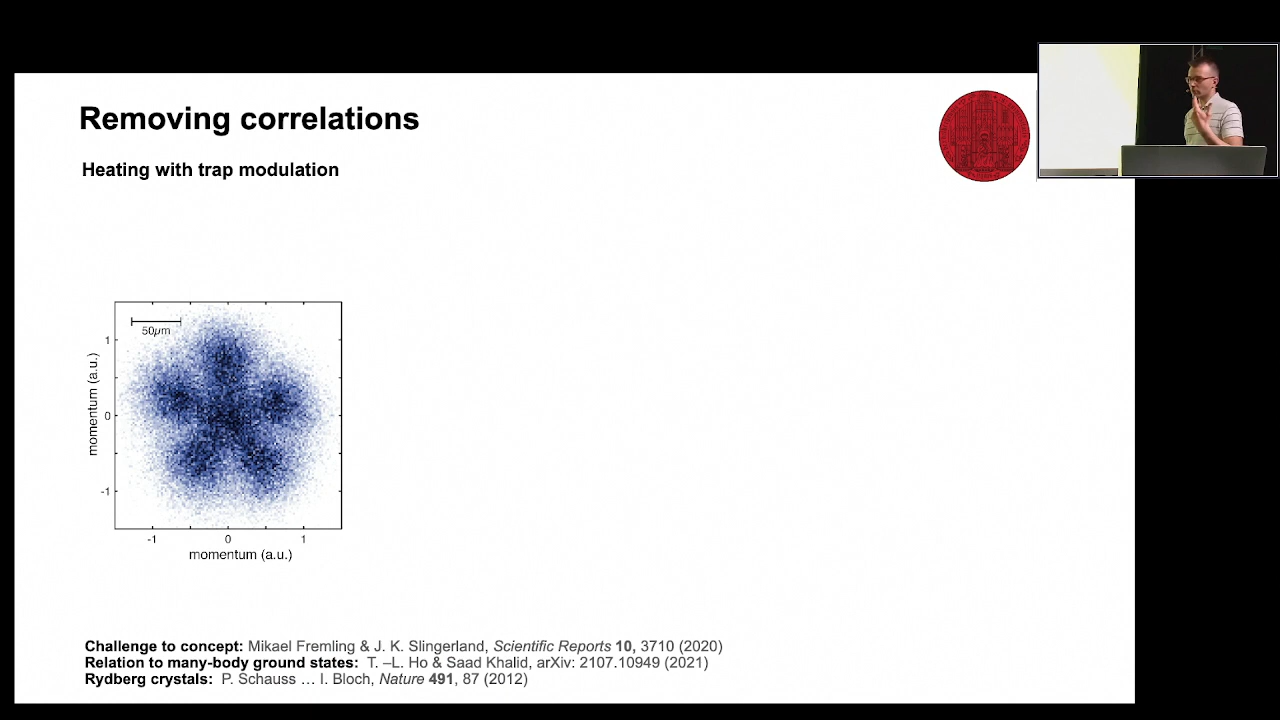 Removing correlations
Heating with trap modulation
50µm
1
0
-1
momentum (a.u.)
-1 0 1
momentum (a.u.)
Challenge to concept: Mikael Fremling & J. K. Slingerland, Scientific Reports 10, 3710 (2020)
Relation to many-body ground states: T. –L. Ho & Saad Khalid, arXiv: 2107.10949 (2021)
Rydberg crystals: P. Schauss … I. Bloch, Nature 491, 87 (2012)